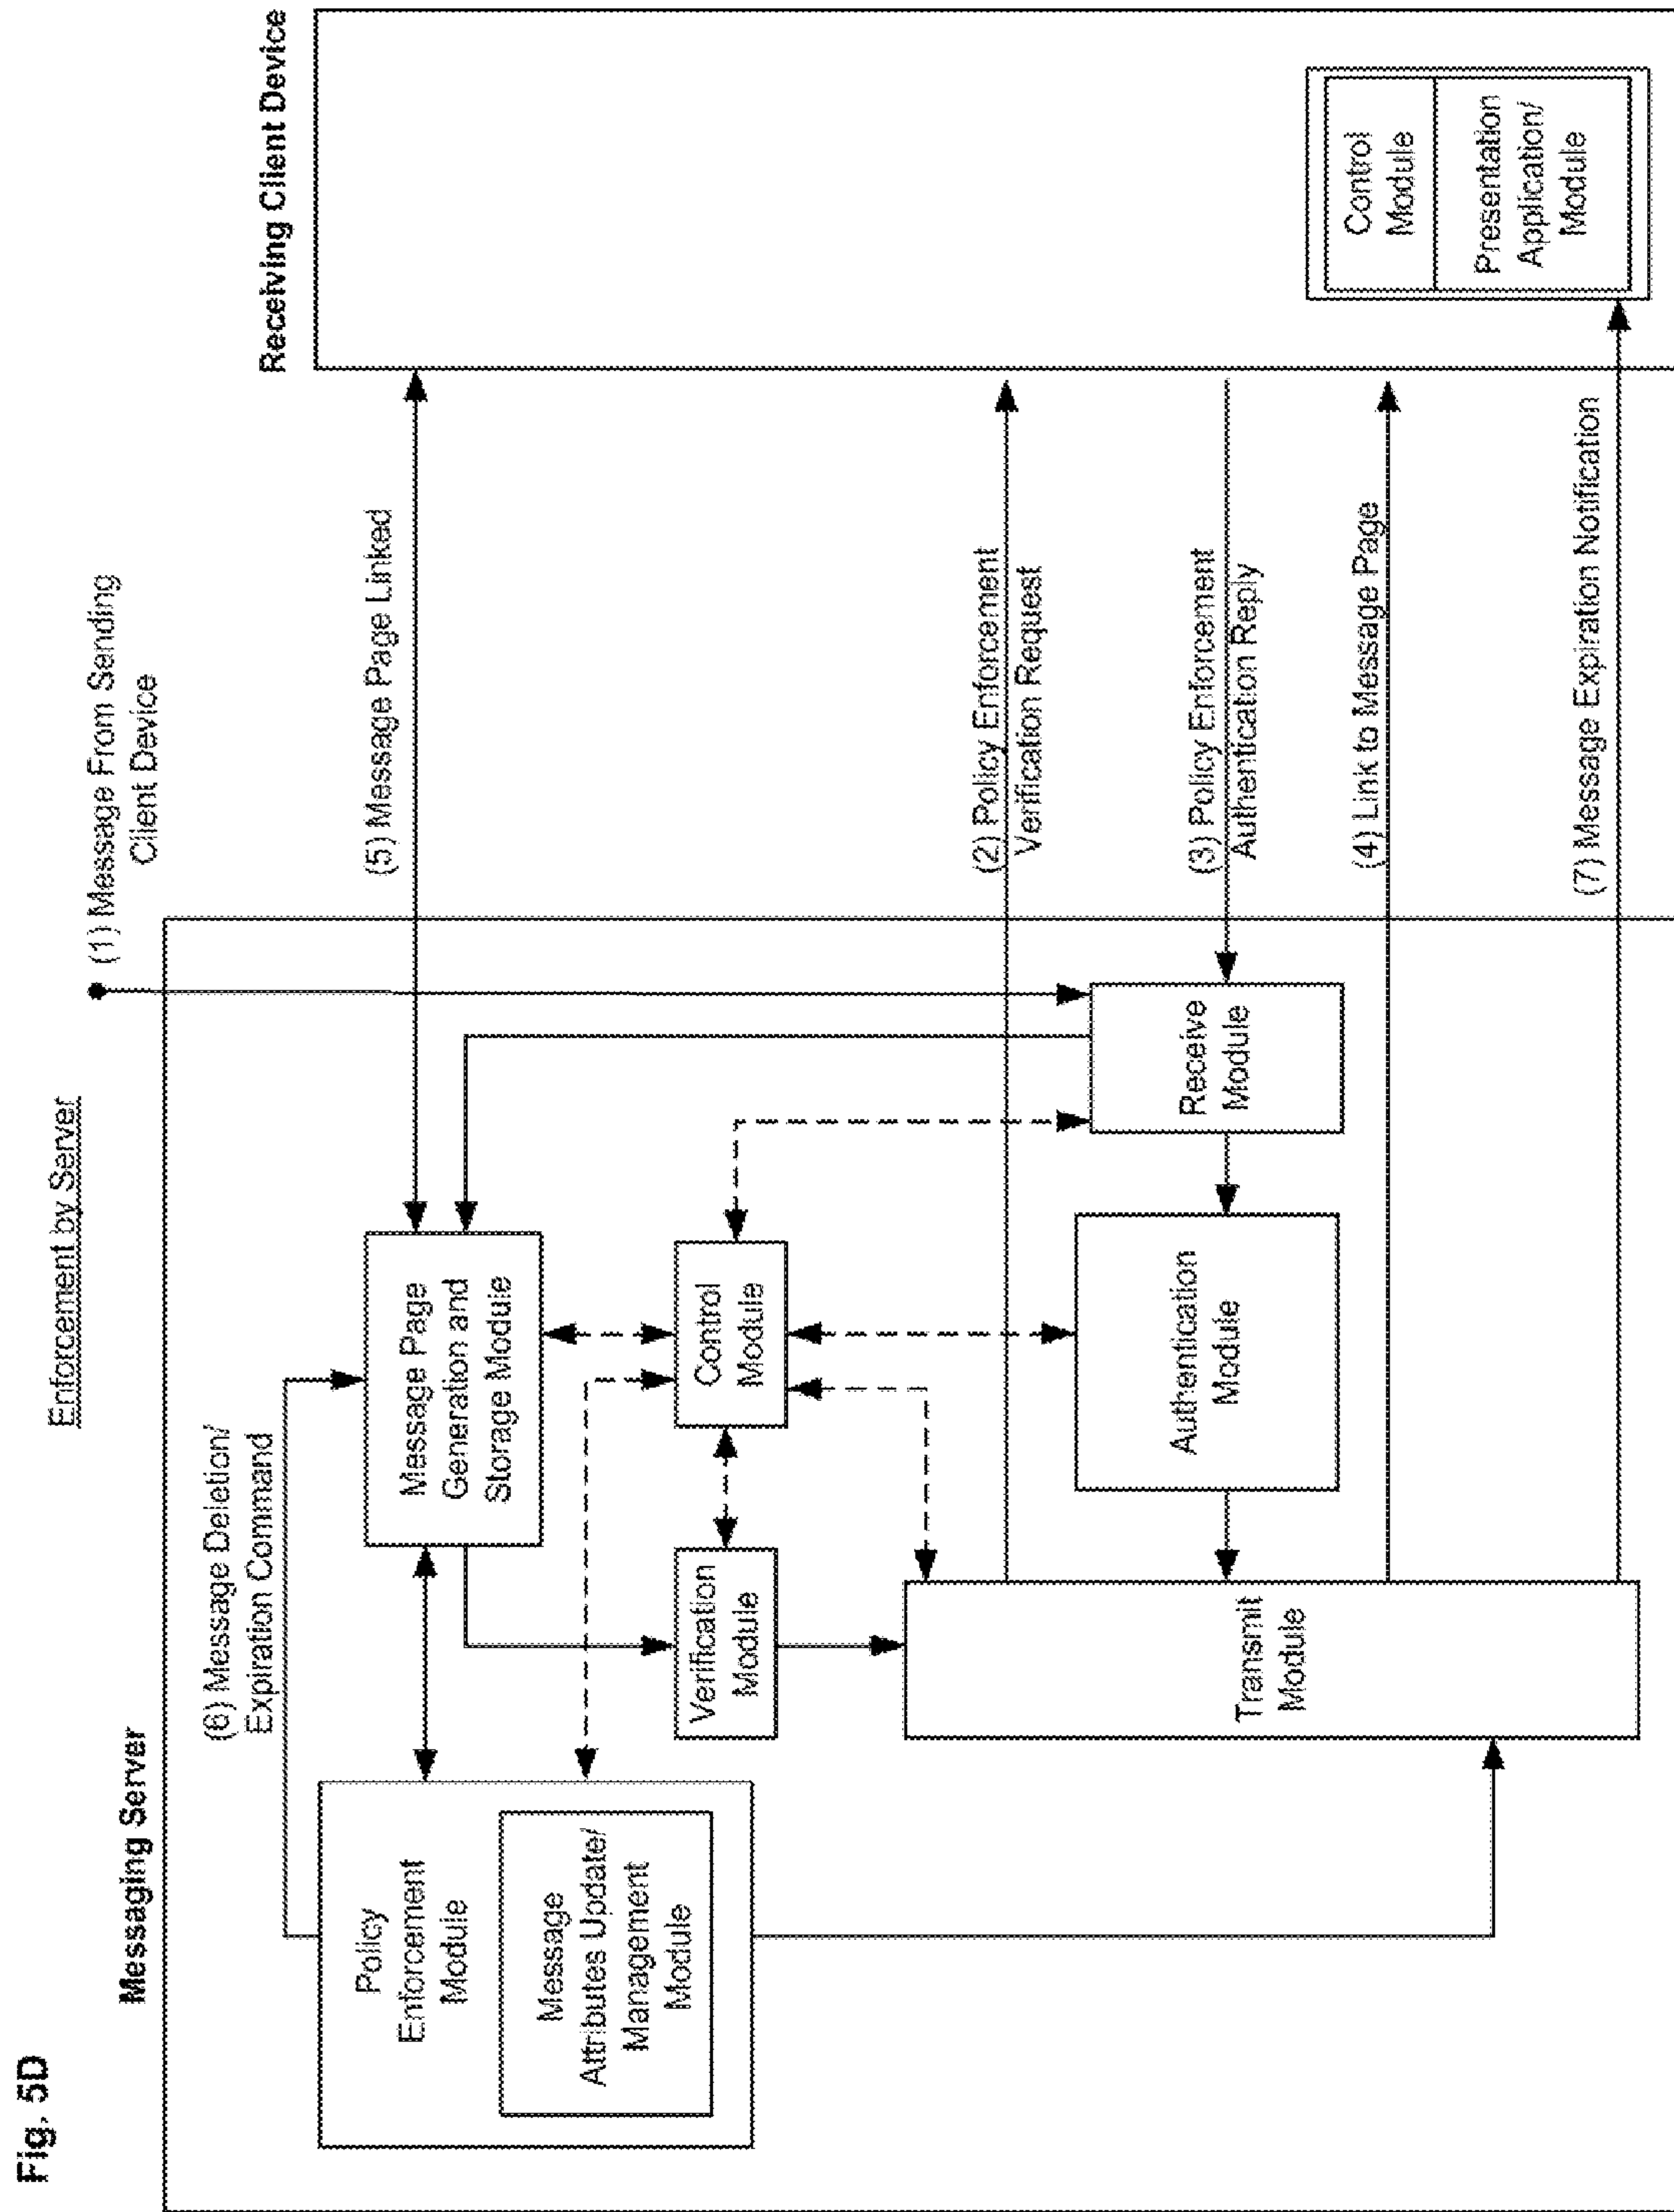 Fig. 5D
Enforcement by Server
Messaging Server
(1) Message From Sending
Client Device
Receiving Client Device
(6) Message Deletion/
Expiration Command
(5) Message Page Linked
Policy
Enforcement
Module
Message
Attributes Update/
Management
Module
Message Page
Generation and
Storage Module
Verification
Module
Control
Module
(2) Policy Enforcement
Verification Request
Transmit
Module
Authentication
Module
Receive
Module
(3) Policy Enforcement
Authentication Reply
(4) Link to Message Page
(7) Message Expiration Notification
Control
Module
Presentation
Application/
Module